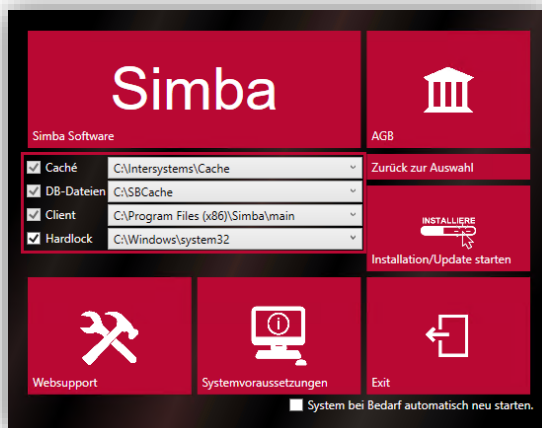 Simba
Simba Software
AGB
Caché C:\Intersystems\Cache
DB-Dateien C:\SBCache
Client C:\Program Files (x86)\Simba\main
Hardlock C:\Windows\system32
Zurück zur Auswahl
INSTALLIERE
Installation/Update starten
Websupport
Systemvoraussetzungen
Exit
System bei Bedarf automatisch neu starten.